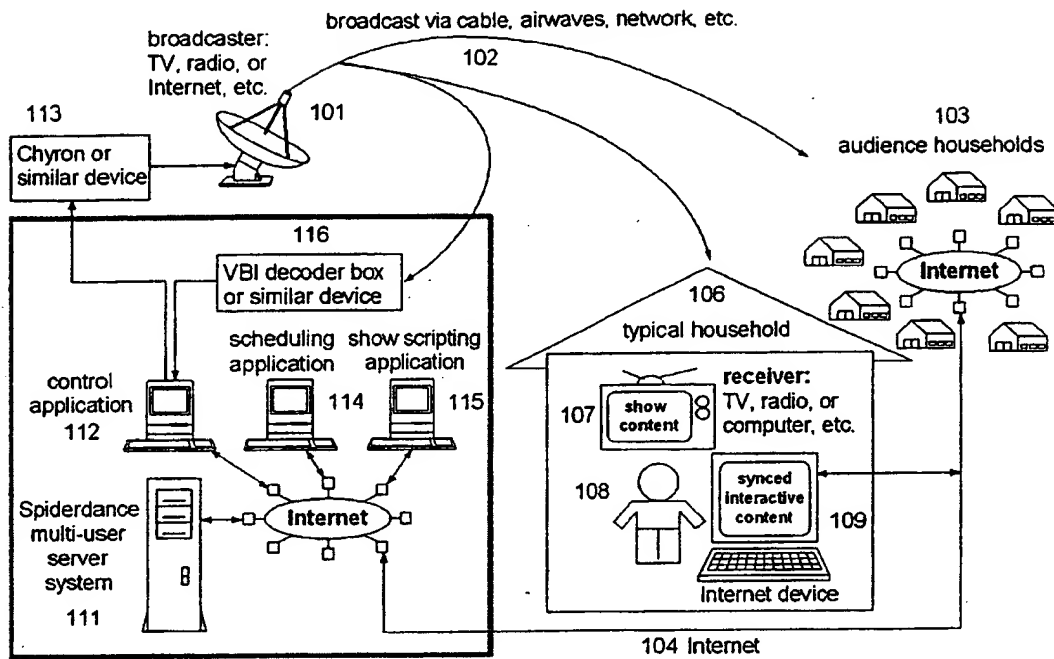 broadcast via cable, airwaves, network, etc.
102
broadcaster:
TV, radio, or
Internet, etc.
101
113
Chyron or
similar device
103
audience households
Internet
116
VBI decoder box
or similar device
106
typical household
scheduling
application
114
show scripting
application
115
control
application
112
receiver:
TV, radio, or
computer, etc.
107
show
content
108
synced
interactive
content
109
Internet device
Spiderdance
multi-user
server
system
111
Internet
104 Internet